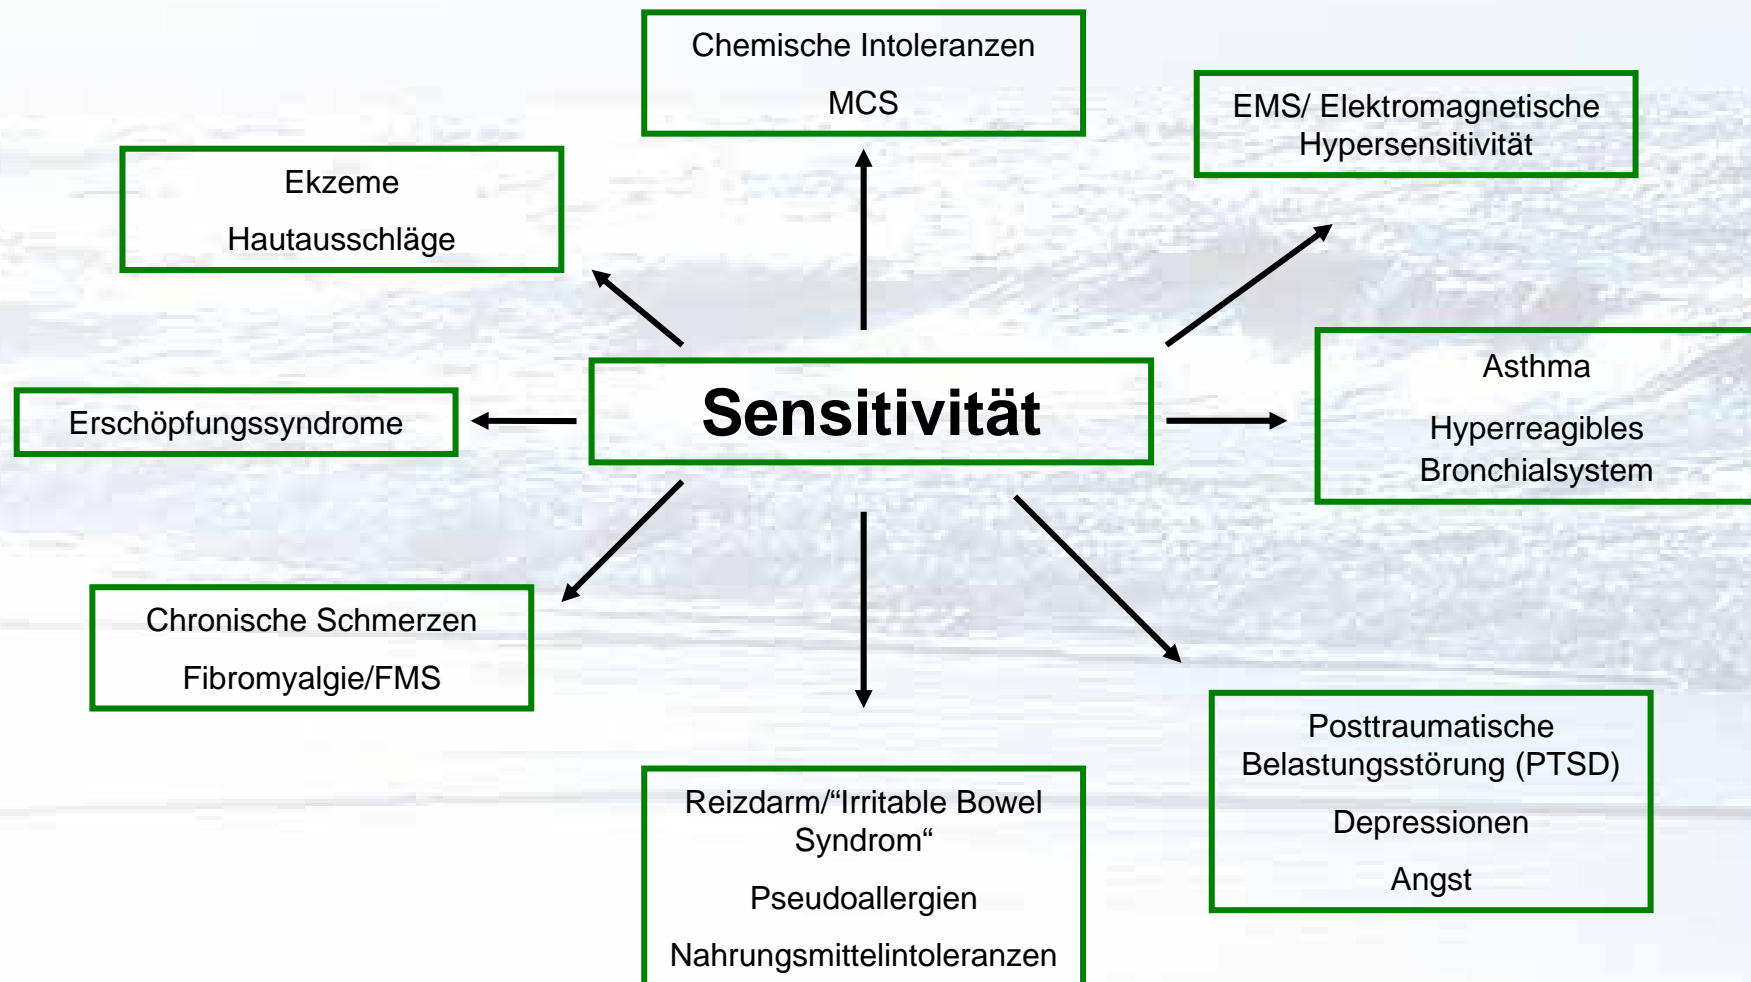 Chemische Intoleranzen
MCS
EMS/ Elektromagnetische
Hypersensitivität
Ekzeme
Hautausschläge
Sensitivität
Asthma
Hyperreagibles
Bronchialsystem
Erschöpfungssyndrome
Chronische Schmerzen
Fibromyalgie/FMS
Posttraumatische
Belastungsstörung (PTSD)
Depressionen
Angst
Reizdarm/“Irritable Bowel
Syndrom“
Pseudoallergien
Nahrungsmittelintoleranzen